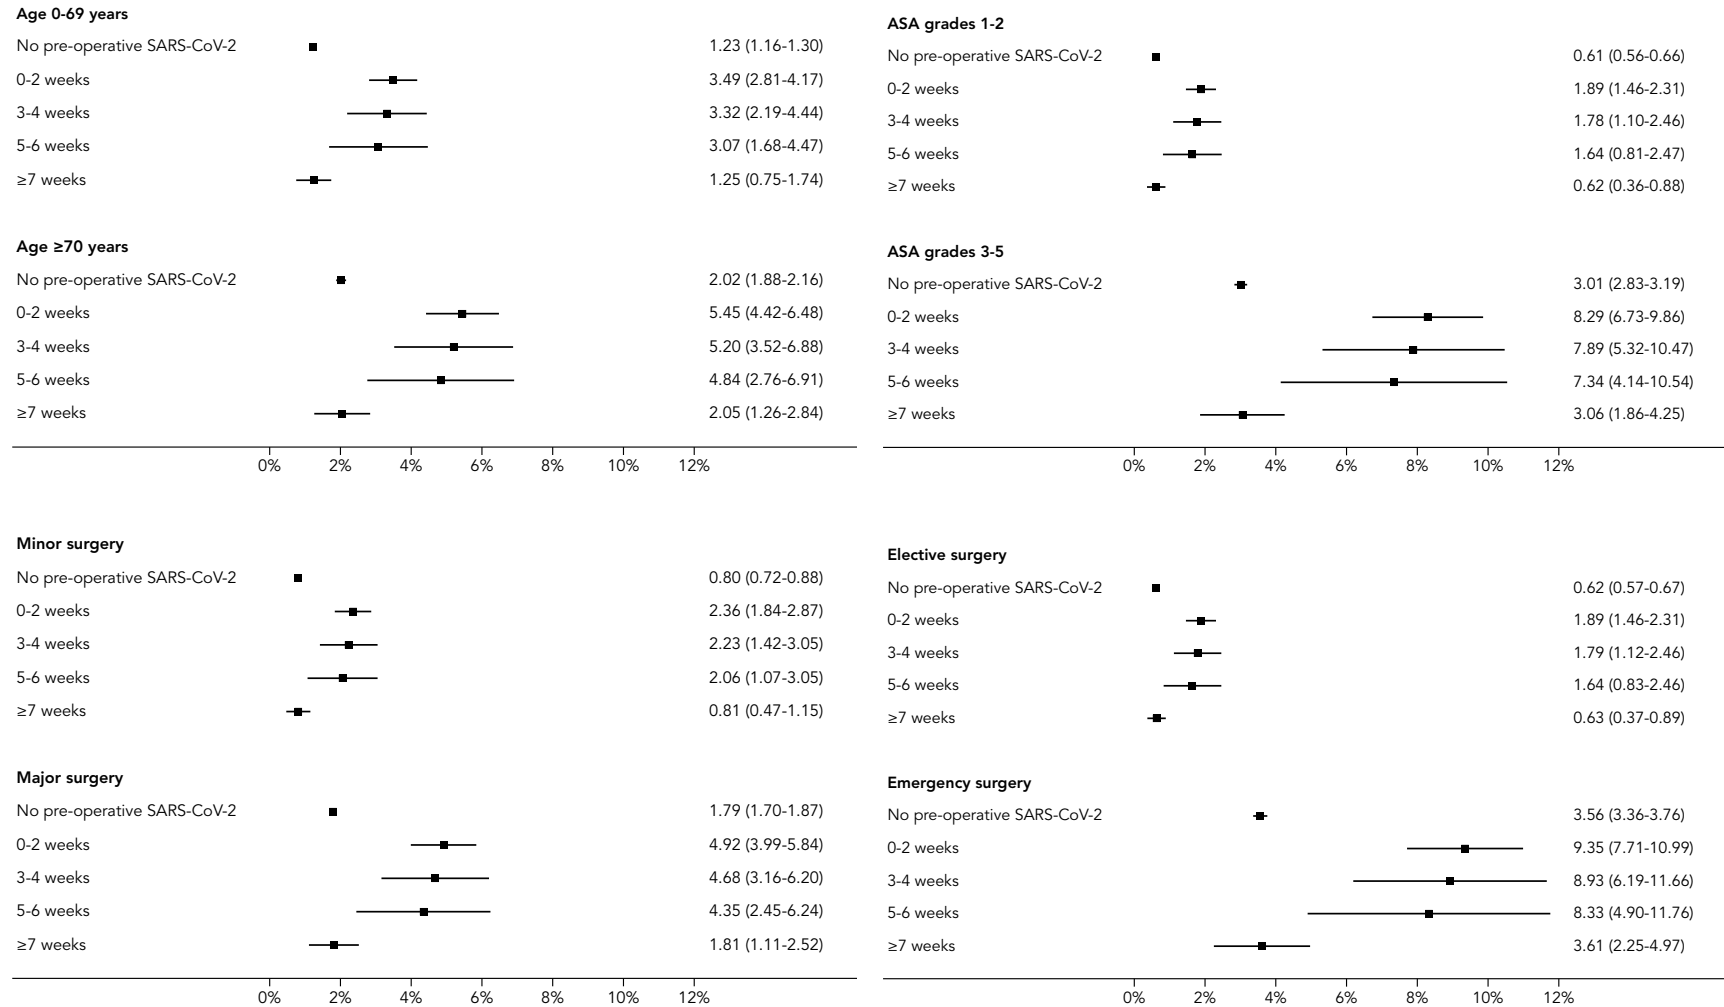 Age 0-69 years
No pre-operative SARS-CoV-2 1.23 (1.16-1.30)
0-2 weeks 3.49 (2.81-4.17)
3-4 weeks 3.32 (2.19-4.44)
5-6 weeks 3.07 (1.68-4.47)
≥7 weeks 1.25 (0.75-1.74)
Age ≥70 years
No pre-operative SARS-CoV-2 2.02 (1.88-2.16)
0-2 weeks 5.45 (4.42-6.48)
3-4 weeks 5.20 (3.52-6.88)
5-6 weeks 4.84 (2.76-6.91)
≥7 weeks 2.05 (1.26-2.84)
0% 2% 4% 6% 8% 10% 12%
ASA grades 1-2
No pre-operative SARS-CoV-2 0.61 (0.56-0.66)
0-2 weeks 1.89 (1.46-2.31)
3-4 weeks 1.78 (1.10-2.46)
5-6 weeks 1.64 (0.81-2.47)
≥7 weeks 0.62 (0.36-0.88)
ASA grades 3-5
No pre-operative SARS-CoV-2 3.01 (2.83-3.19)
0-2 weeks 8.29 (6.73-9.86)
3-4 weeks 7.89 (5.32-10.47)
5-6 weeks 7.34 (4.14-10.54)
≥7 weeks 3.06 (1.86-4.25)
0% 2% 4% 6% 8% 10% 12%
Minor surgery
No pre-operative SARS-CoV-2 0.80 (0.72-0.88)
0-2 weeks 2.36 (1.84-2.87)
3-4 weeks 2.23 (1.42-3.05)
5-6 weeks 2.06 (1.07-3.05)
≥7 weeks 0.81 (0.47-1.15)
Major surgery
No pre-operative SARS-CoV-2 1.79 (1.70-1.87)
0-2 weeks 4.92 (3.99-5.84)
3-4 weeks 4.68 (3.16-6.20)
5-6 weeks 4.35 (2.45-6.24)
≥7 weeks 1.81 (1.11-2.52)
0% 2% 4% 6% 8% 10% 12%
Elective surgery
No pre-operative SARS-CoV-2 0.62 (0.57-0.67)
0-2 weeks 1.89 (1.46-2.31)
3-4 weeks 1.79 (1.12-2.46)
5-6 weeks 1.64 (0.83-2.46)
≥7 weeks 0.63 (0.37-0.89)
Emergency surgery
No pre-operative SARS-CoV-2 3.56 (3.36-3.76)
0-2 weeks 9.35 (7.71-10.99)
3-4 weeks 8.93 (6.19-11.66)
5-6 weeks 8.33 (4.90-11.76)
≥7 weeks 3.61 (2.25-4.97)
0% 2% 4% 6% 8% 10% 12%